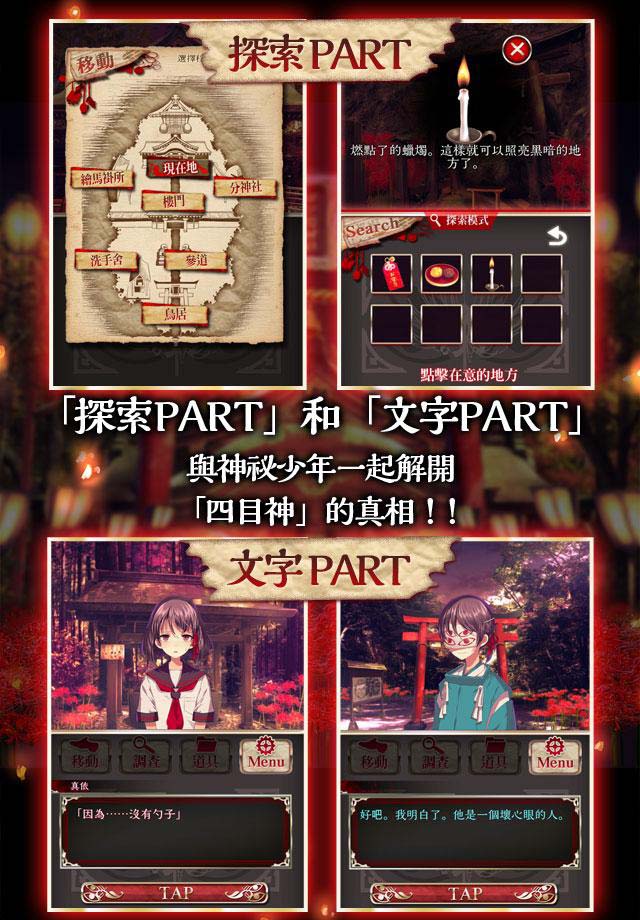 探索PART
移動
現在地
繪馬掛所
分神社
樓門
洗手舍
參道
鳥居
燃點了的蠟燭。這樣就可以照亮黑暗的地
方了。
Search
探索模式
點擊在意的地方
「探索PART」和「文字PART」
與神祕少年一起解開
「四目神」的真相！！
文字PART
移動
調査
道具
Menu
真依
「因為……沒有勺子」
TAP
移動
調査
道具
Menu
好吧。我明白了。他是一個壞心眼的人。
TAP